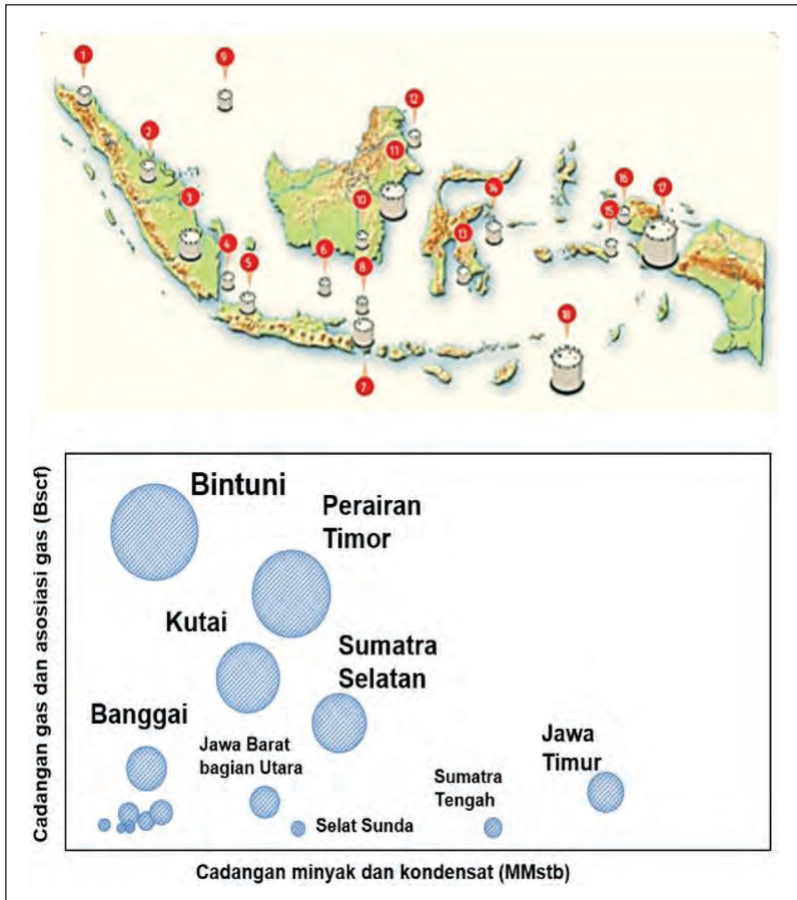 1
9
12
2
11
16
17
3
14
10
15
4
5
6
13
8
18
7
Cadangan gas dan asosiasi gas (Bscf)
Bintuni
Perairan
Timor
Kutai
Sumatra
Selatan
Banggai
Jawa Barat
bagian Utara
Jawa
Timur
Sumatra
Tengah
Selat Sunda
Cadangan minyak dan kondensat (MMstb)